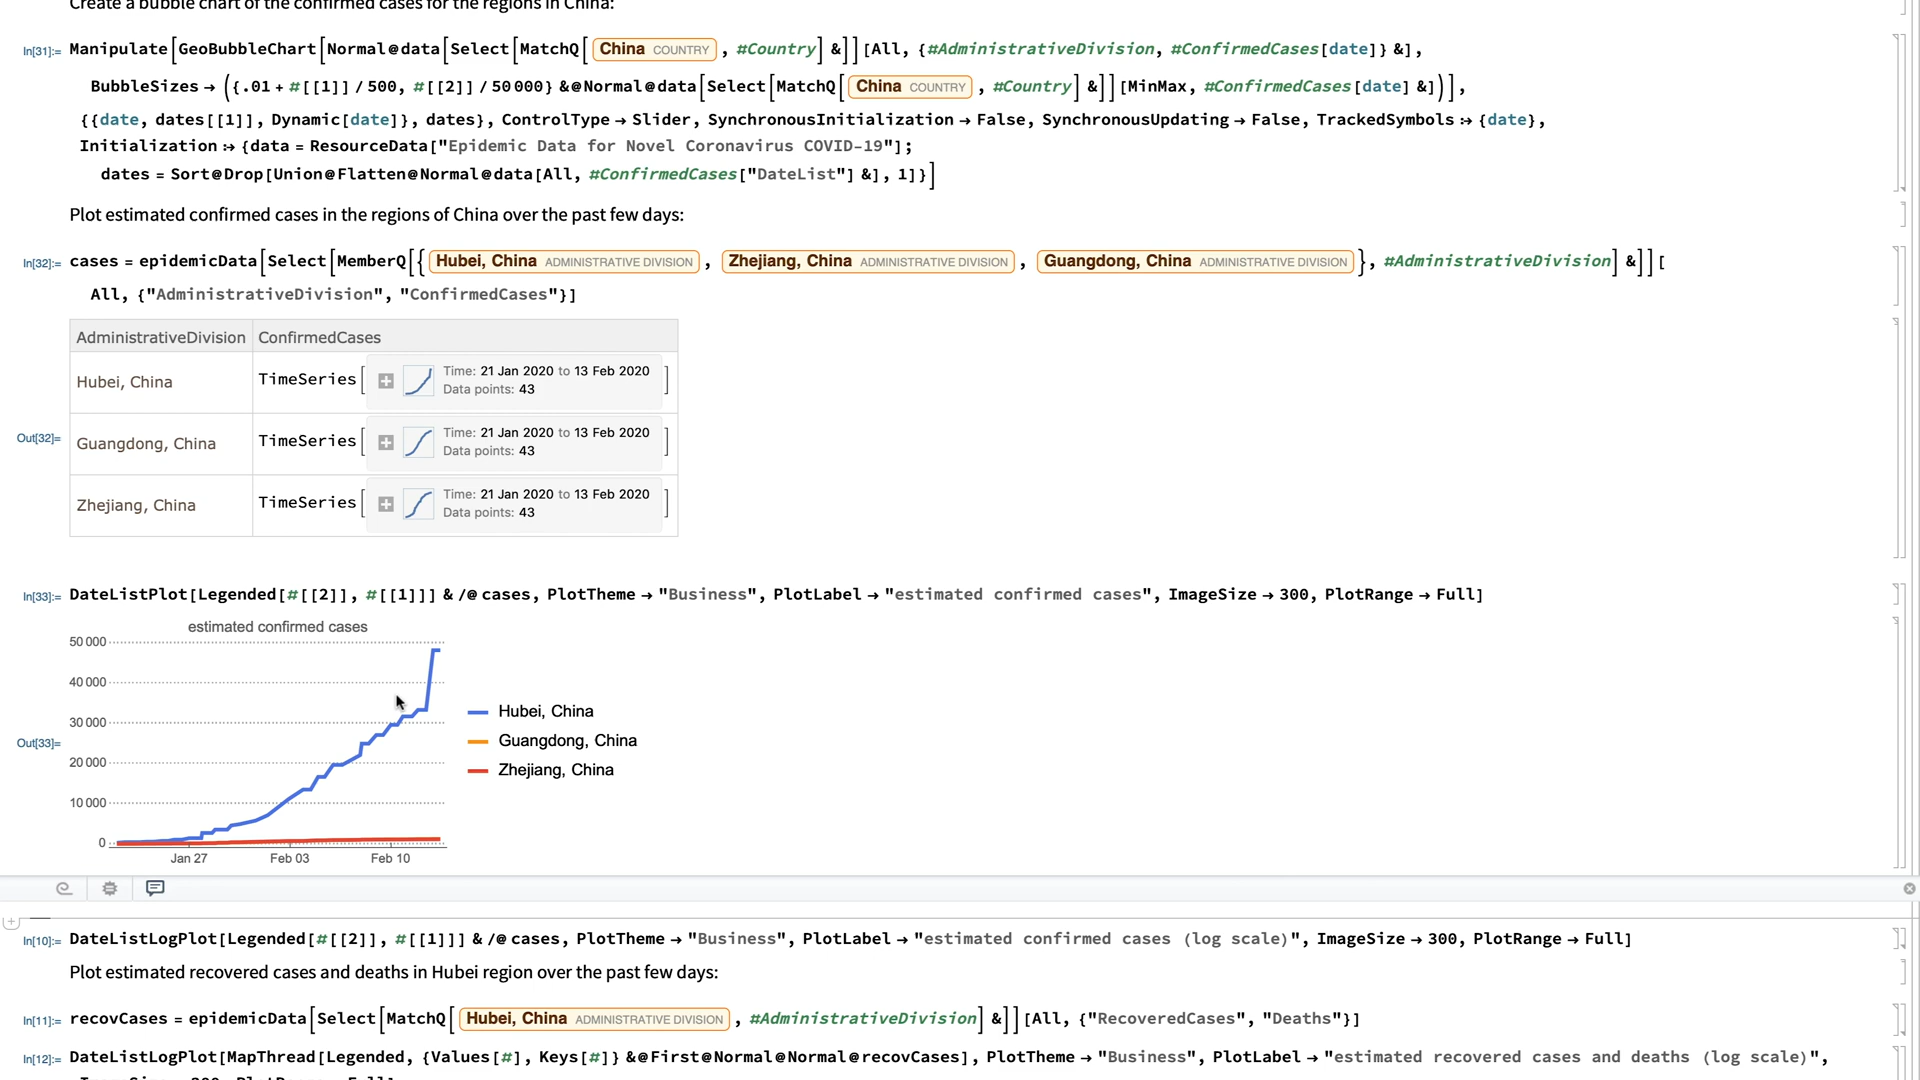 Create a bubble chart of the confirmed cases for the regions in China:
In[31]:= Manipulate[GeoBubbleChart[Normal@data[Select[MatchQ[ China COUNTRY , #Country] &]][All, {#AdministrativeDivision, #ConfirmedCases[date]} &],
BubbleSizes → ({.01 + #[[1]] / 500, #[[2]] / 50 000} &@Normal@data[Select[MatchQ[ China COUNTRY , #Country] &]][MinMax, #ConfirmedCases[date] &])],
{{date, dates[[1]], Dynamic[date]}, dates}, ControlType → Slider, SynchronousInitialization → False, SynchronousUpdating → False, TrackedSymbols :→ {date},
Initialization :→ {data = ResourceData["Epidemic Data for Novel Coronavirus COVID-19"];
dates = Sort@Drop[Union@Flatten@Normal@data[All, #ConfirmedCases["DateList"] &], 1]}]
Plot estimated confirmed cases in the regions of China over the past few days:
In[32]:= cases = epidemicData[Select[MemberQ[{ Hubei, China ADMINISTRATIVE DIVISION , Zhejiang, China ADMINISTRATIVE DIVISION , Guangdong, China ADMINISTRATIVE DIVISION }, #AdministrativeDivision] &]][
All, {"AdministrativeDivision", "ConfirmedCases"}]
AdministrativeDivision ConfirmedCases
Hubei, China TimeSeries[ Time: 21 Jan 2020 to 13 Feb 2020
Data points: 43 ]
Out[32]= Guangdong, China TimeSeries[ Time: 21 Jan 2020 to 13 Feb 2020
Data points: 43 ]
Zhejiang, China TimeSeries[ Time: 21 Jan 2020 to 13 Feb 2020
Data points: 43 ]
In[33]:= DateListPlot[Legended[#[[2]], #[[1]]] & /@ cases, PlotTheme → "Business", PlotLabel → "estimated confirmed cases", ImageSize → 300, PlotRange → Full]
estimated confirmed cases
50 000
40 000
30 000
20 000
10 000
0
Jan 27 Feb 03 Feb 10
Out[33]=
Hubei, China
Guangdong, China
Zhejiang, China
In[10]:= DateListLogPlot[Legended[#[[2]], #[[1]]] & /@ cases, PlotTheme → "Business", PlotLabel → "estimated confirmed cases (log scale)", ImageSize → 300, PlotRange → Full]
Plot estimated recovered cases and deaths in Hubei region over the past few days:
In[11]:= recovCases = epidemicData[Select[MatchQ[ Hubei, China ADMINISTRATIVE DIVISION , #AdministrativeDivision] &]][All, {"RecoveredCases", "Deaths"}]
In[12]:= DateListLogPlot[MapThread[Legended, {Values[#], Keys[#]} &@First@Normal@Normal@recovCases], PlotTheme → "Business", PlotLabel → "estimated recovered cases and deaths (log scale)",